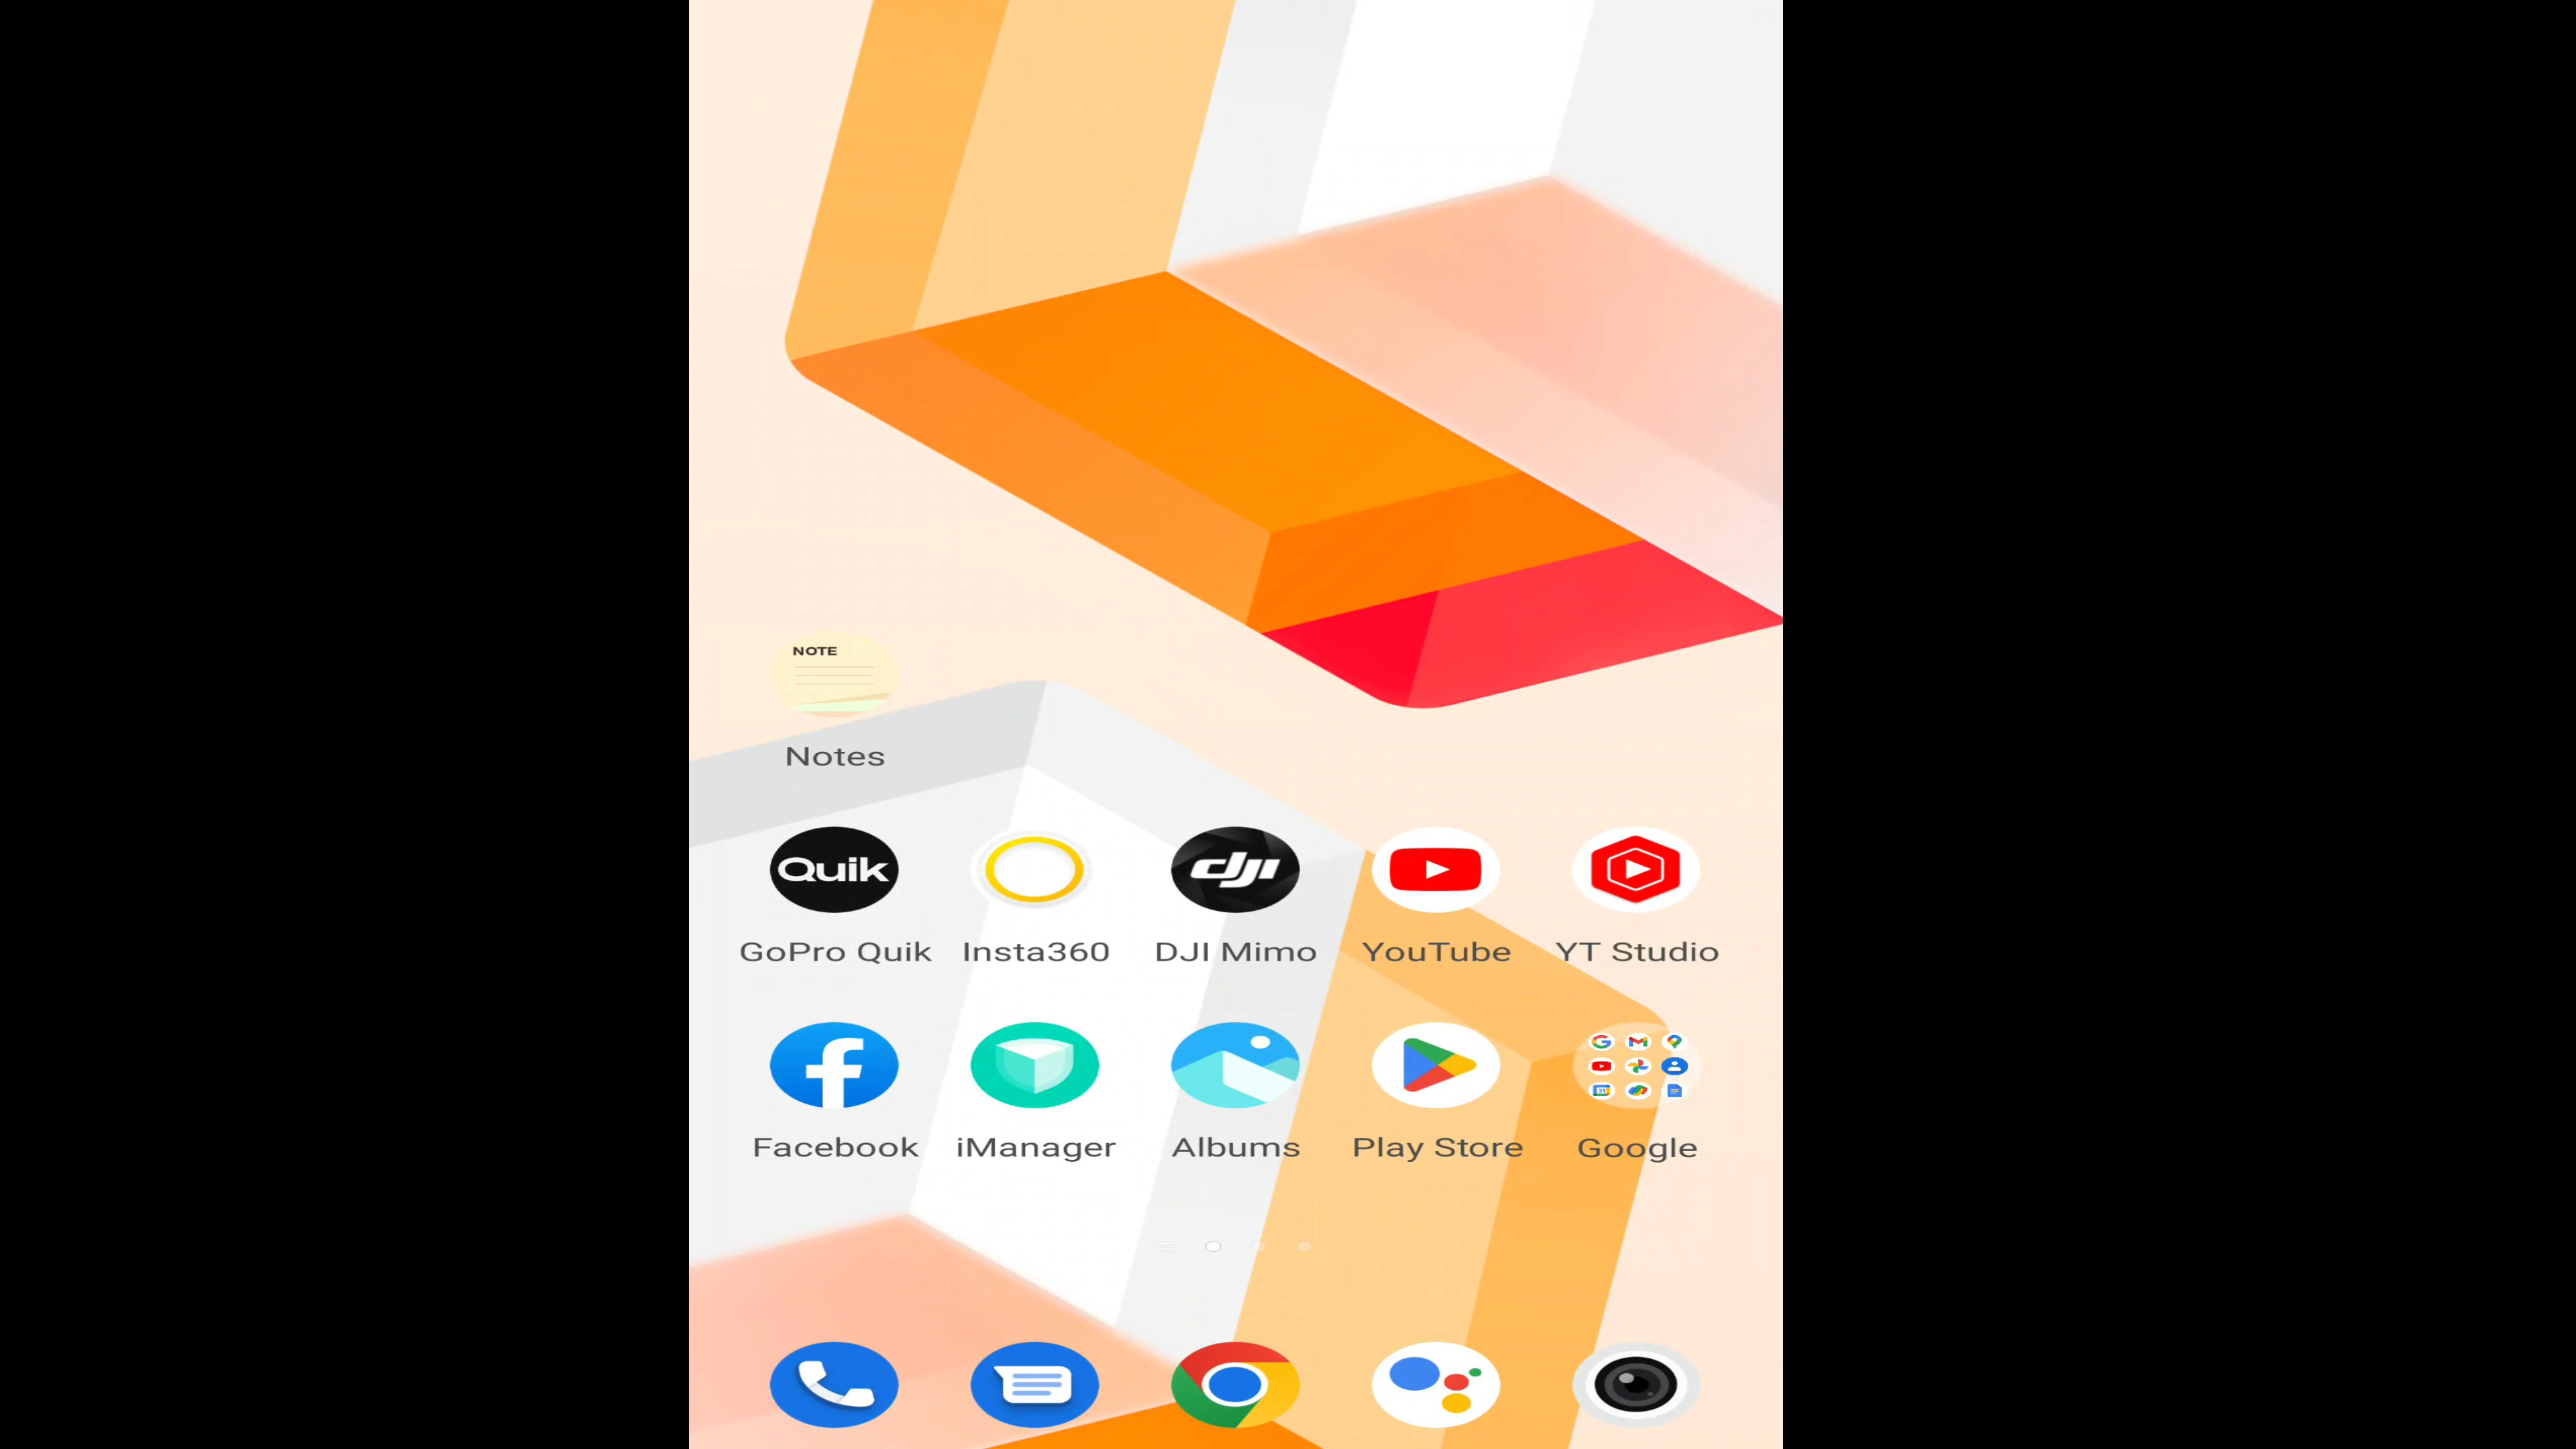 NOTE
Notes
Quik
dji
GoPro Quik Insta360 DJI Mimo YouTube YT Studio
Facebook iManager Albums Play Store Google